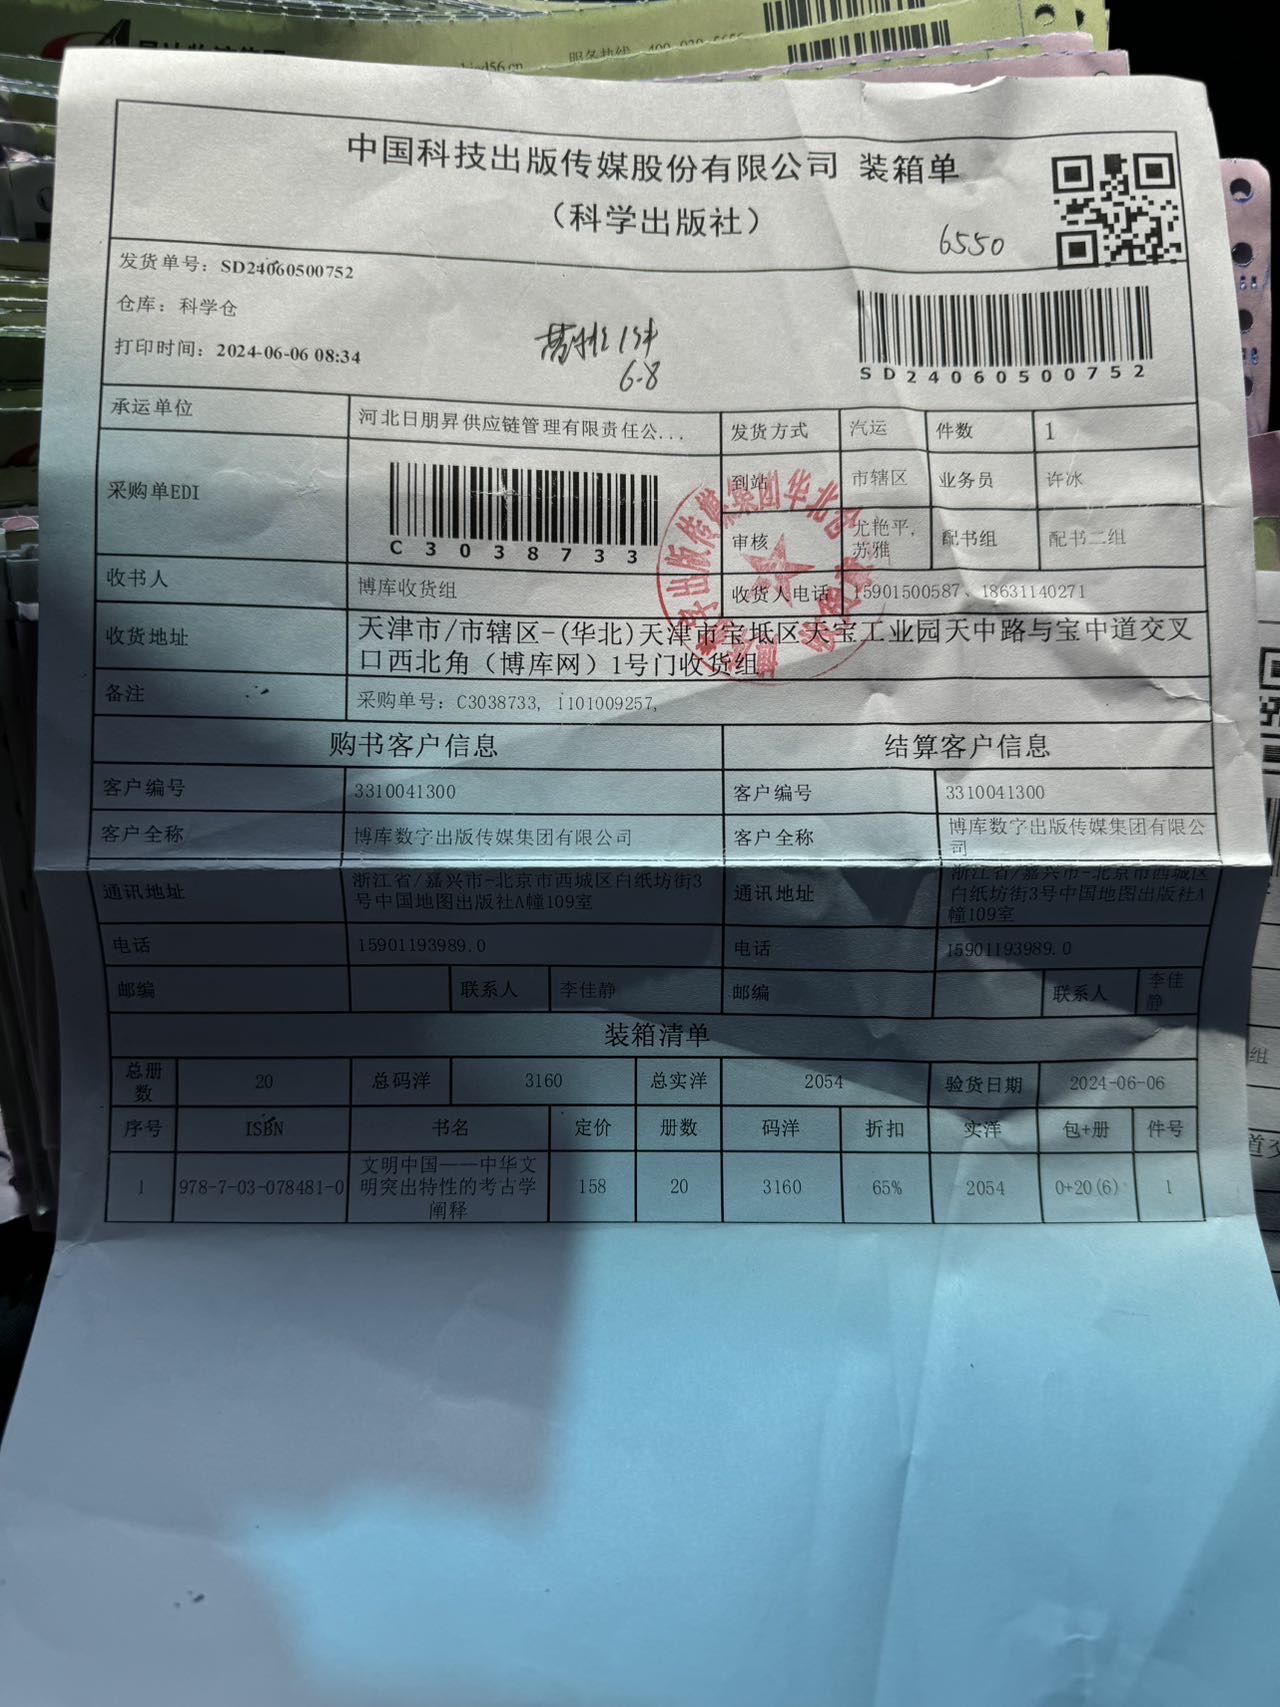 服务热线 400-020-5656
中国科技出版传媒股份有限公司 装箱单
（科学出版社）
6550
发货单号： SD24060500752
仓库： 科学仓
打印时间： 2024-06-06 08:34
SD24060500752
6.8
承运单位 河北日朋昇供应链管理有限责任公... 发货方式 汽运 件数 1
采购单EDI C3038733 到站 市辖区 业务员 许冰
审核 尤艳平, 苏雅 配书组 配书二组
收书人 博库收货组 收货人电话 15901500587、18631140271
收货地址 天津市/市辖区-(华北)天津市宝坻区天宝工业园天中路与宝中道交叉
口西北角（博库网）1号门收货组
备注 采购单号: C3038733, 1101009257,
购书客户信息 结算客户信息
客户编号 3310041300 客户编号 3310041300
客户全称 博库数字出版传媒集团有限公司 客户全称 博库数字出版传媒集团有限公司
通讯地址 浙江省/嘉兴市-北京市西城区白纸坊街3号中国地图出版社A幢109室 通讯地址 浙江省/嘉兴市-北京市西城区白纸坊街3号中国地图出版社A幢109室
电话 15901193989.0 电话 15901193989.0
邮编 联系人 李佳静 邮编 联系人 李佳静
装箱清单
总册数 20 总码洋 3160 总实洋 2054 验货日期 2024-06-06
序号 ISBN 书名 定价 册数 码洋 折扣 实洋 包+册 件号
1 978-7-03-078481-0 文明中国——中华文明突出特性的考古学阐释 158 20 3160 65% 2054 0+20(6) 1